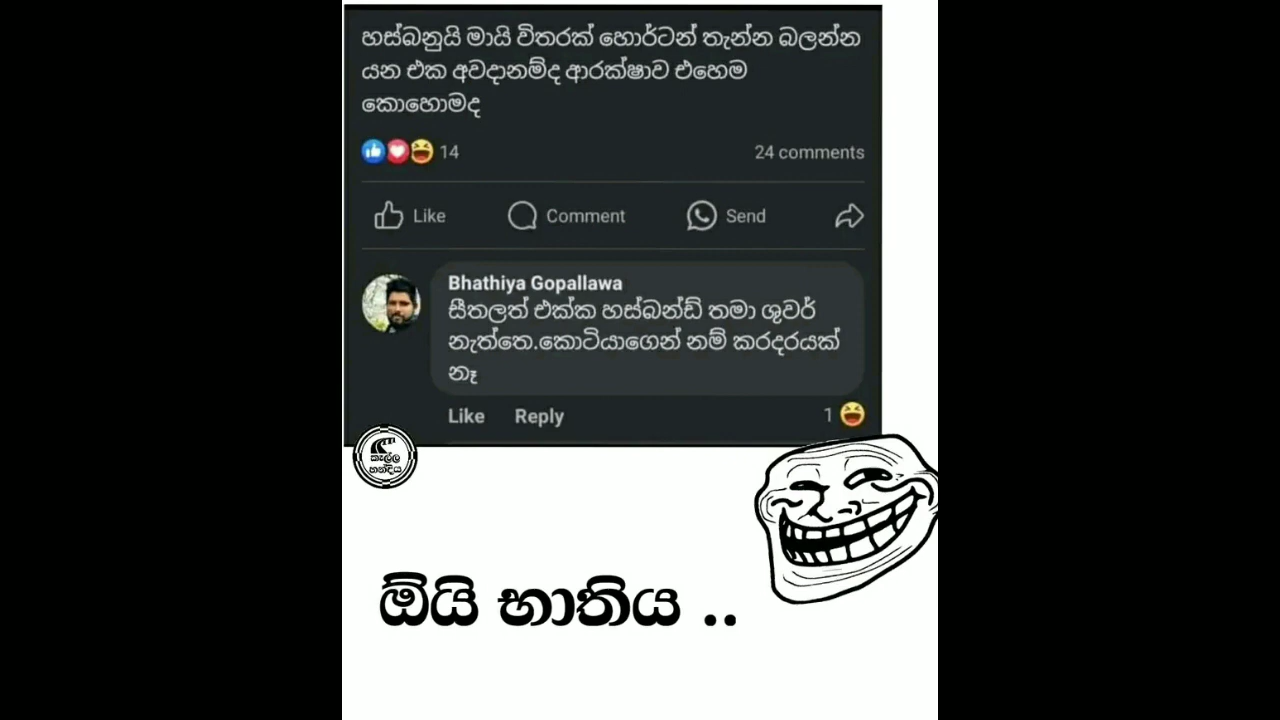 හස්බනුයි මායි විතරක් හොර්ටන් තැන්න බලන්න
යන එක අවදානම්ද ආරක්ෂාව එහෙම
කොහොමද
14
24 comments
Like
Comment
Send
Bhathiya Gopallawa
සීතලත් එක්ක හස්බන්ඩ් තමා ශුවර්
නැත්තෙ.කොටියාගෙන් නම් කරදරයක්
නෑ
Like
Reply
1
කැල්ල
හන්දිය
ඕයි භාතිය ..